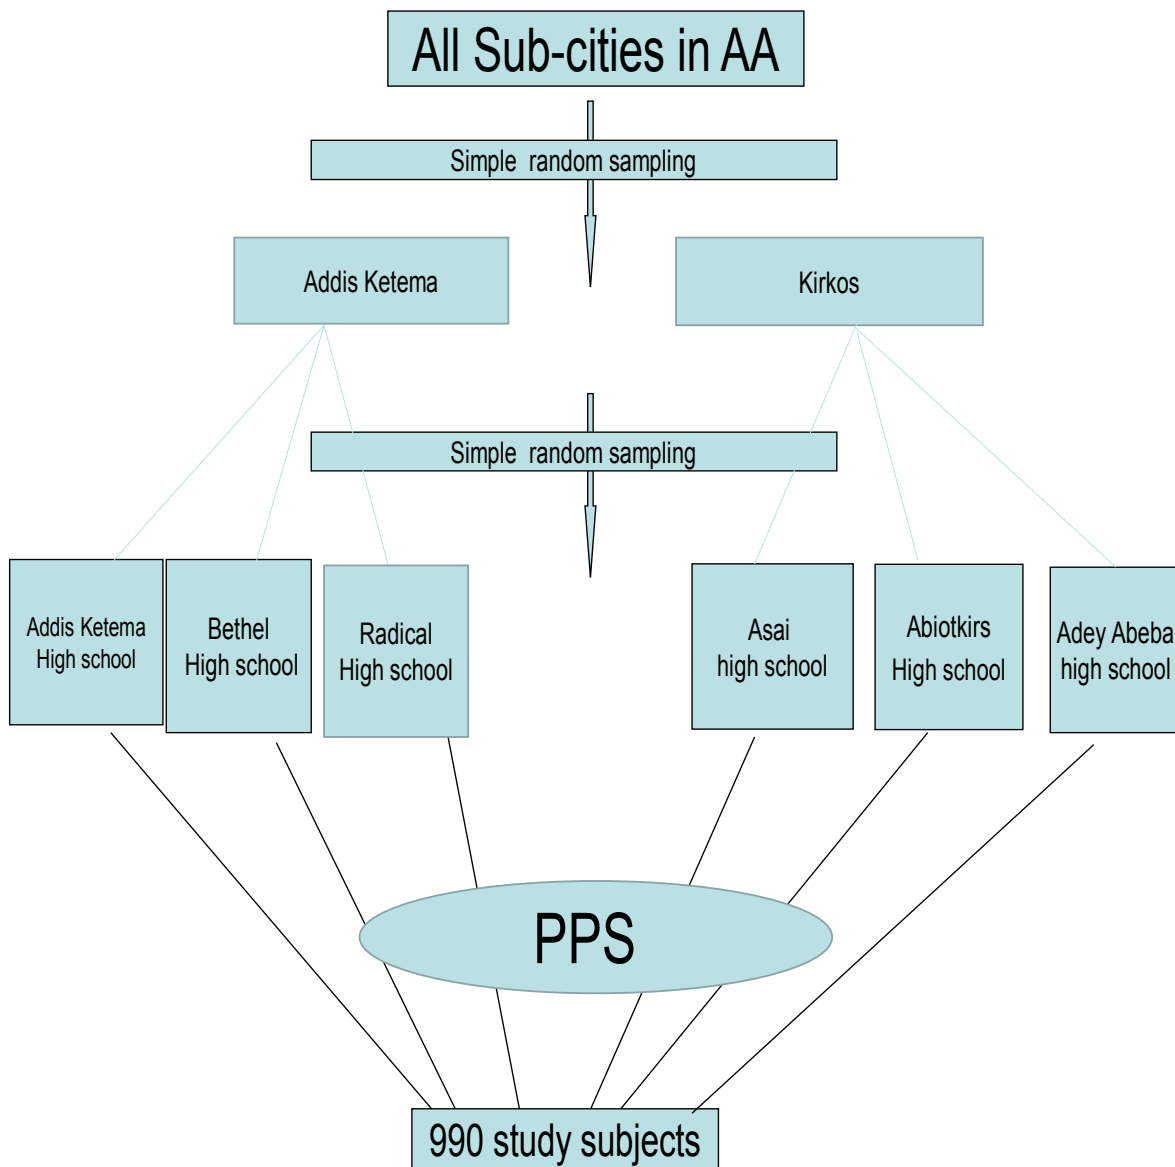 All Sub-cities in AA
Simple random sampling
Addis Ketema
Kirkos
Simple random sampling
Addis Ketema
High school
Bethel
High school
Radical
High school
Asai
high school
Abiotkirs
High school
Adey Abeba
high school
PPS
990 study subjects